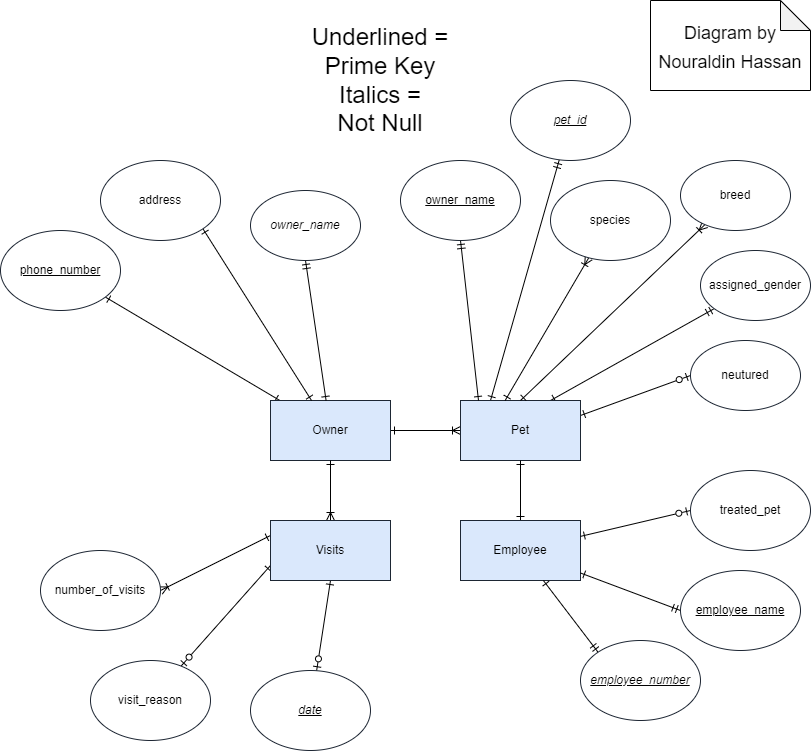 Underlined =
Prime Key
Italics =
Not Null
Diagram by
Nouraldin Hassan
pet_id
address
owner_name
owner_name
species
breed
phone_number
assigned_gender
neutured
Owner
Pet
treated_pet
Visits
Employee
number_of_visits
employee_name
visit_reason
date
employee_number